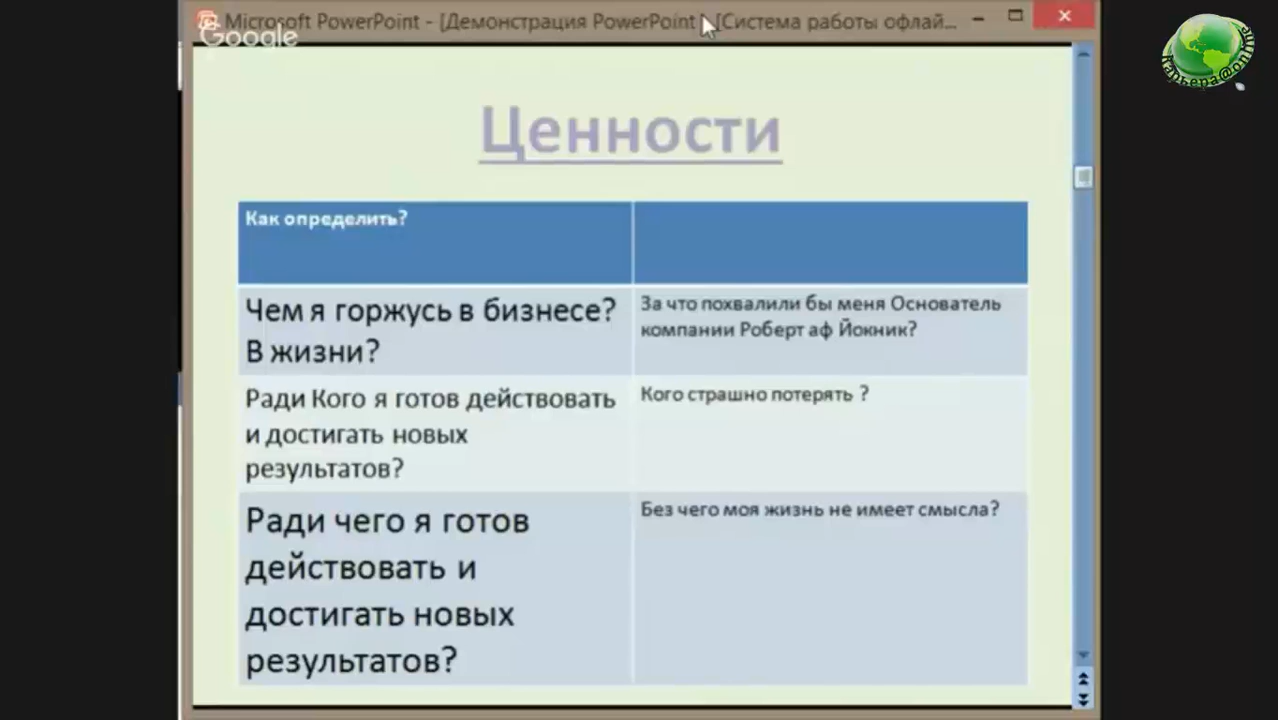 Microsoft PowerPoint - [Демонстрация PowerPoint - [Система работы офлай...
Google
Карьера@online
Ценности
Как определить?
Чем я горжусь в бизнесе?
В жизни?
За что похвалили бы меня Основатель
компании Роберт аф Йокник?
Ради Кого я готов действовать
и достигать новых
результатов?
Кого страшно потерять ?
Ради чего я готов
действовать и
достигать новых
результатов?
Без чего моя жизнь не имеет смысла?